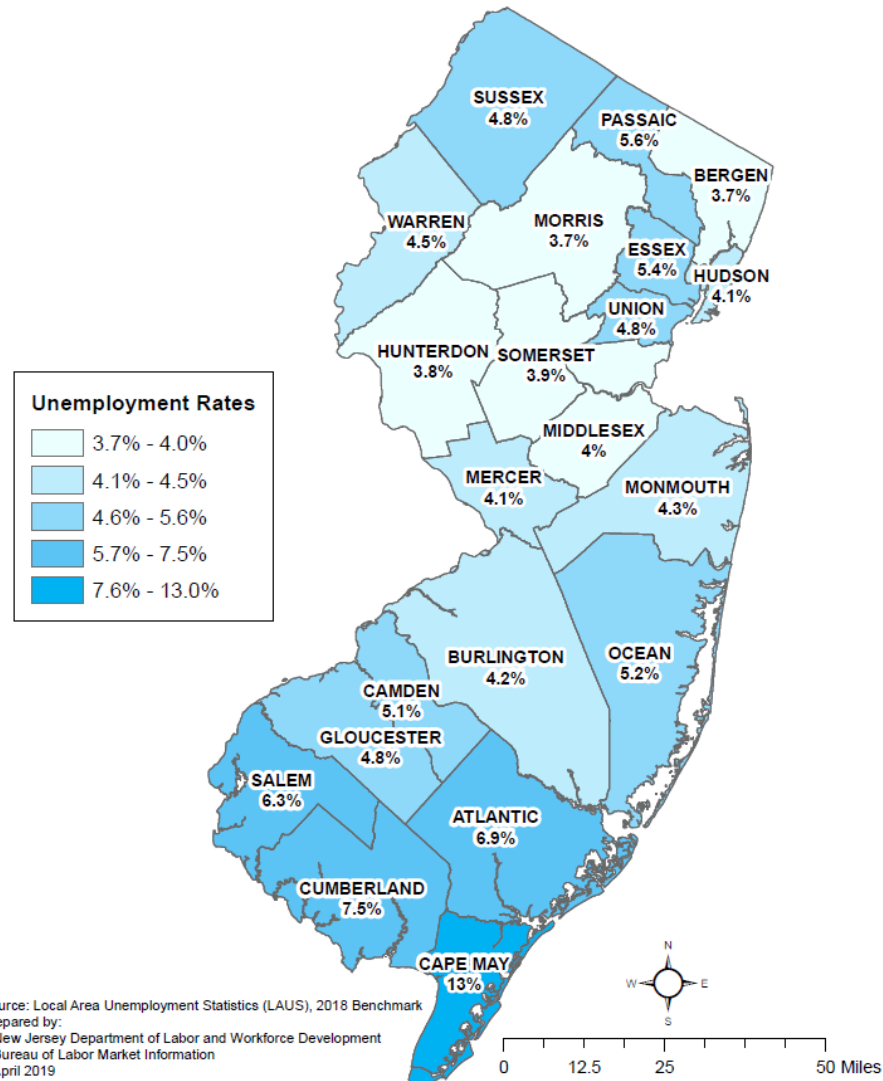 SUSSEX
4.8%
PASSAIC
5.6%
BERGEN
3.7%
WARREN
4.5%
MORRIS
3.7%
ESSEX
5.4%
HUDSON
4.1%
UNION
4.8%
HUNTERDON
3.8%
SOMERSET
3.9%
MIDDLESEX
4%
MERCER
4.1%
MONMOUTH
4.3%
Unemployment Rates
3.7% - 4.0%
4.1% - 4.5%
4.6% - 5.6%
5.7% - 7.5%
7.6% - 13.0%
BURLINGTON
4.2%
OCEAN
5.2%
CAMDEN
5.1%
GLOUCESTER
4.8%
SALEM
6.3%
ATLANTIC
6.9%
CUMBERLAND
7.5%
CAPE MAY
13%
N
W E
S
urce: Local Area Unemployment Statistics (LAUS), 2018 Benchmark
epared by:
New Jersey Department of Labor and Workforce Development
Bureau of Labor Market Information
April 2019
0 12.5 25 50 Miles